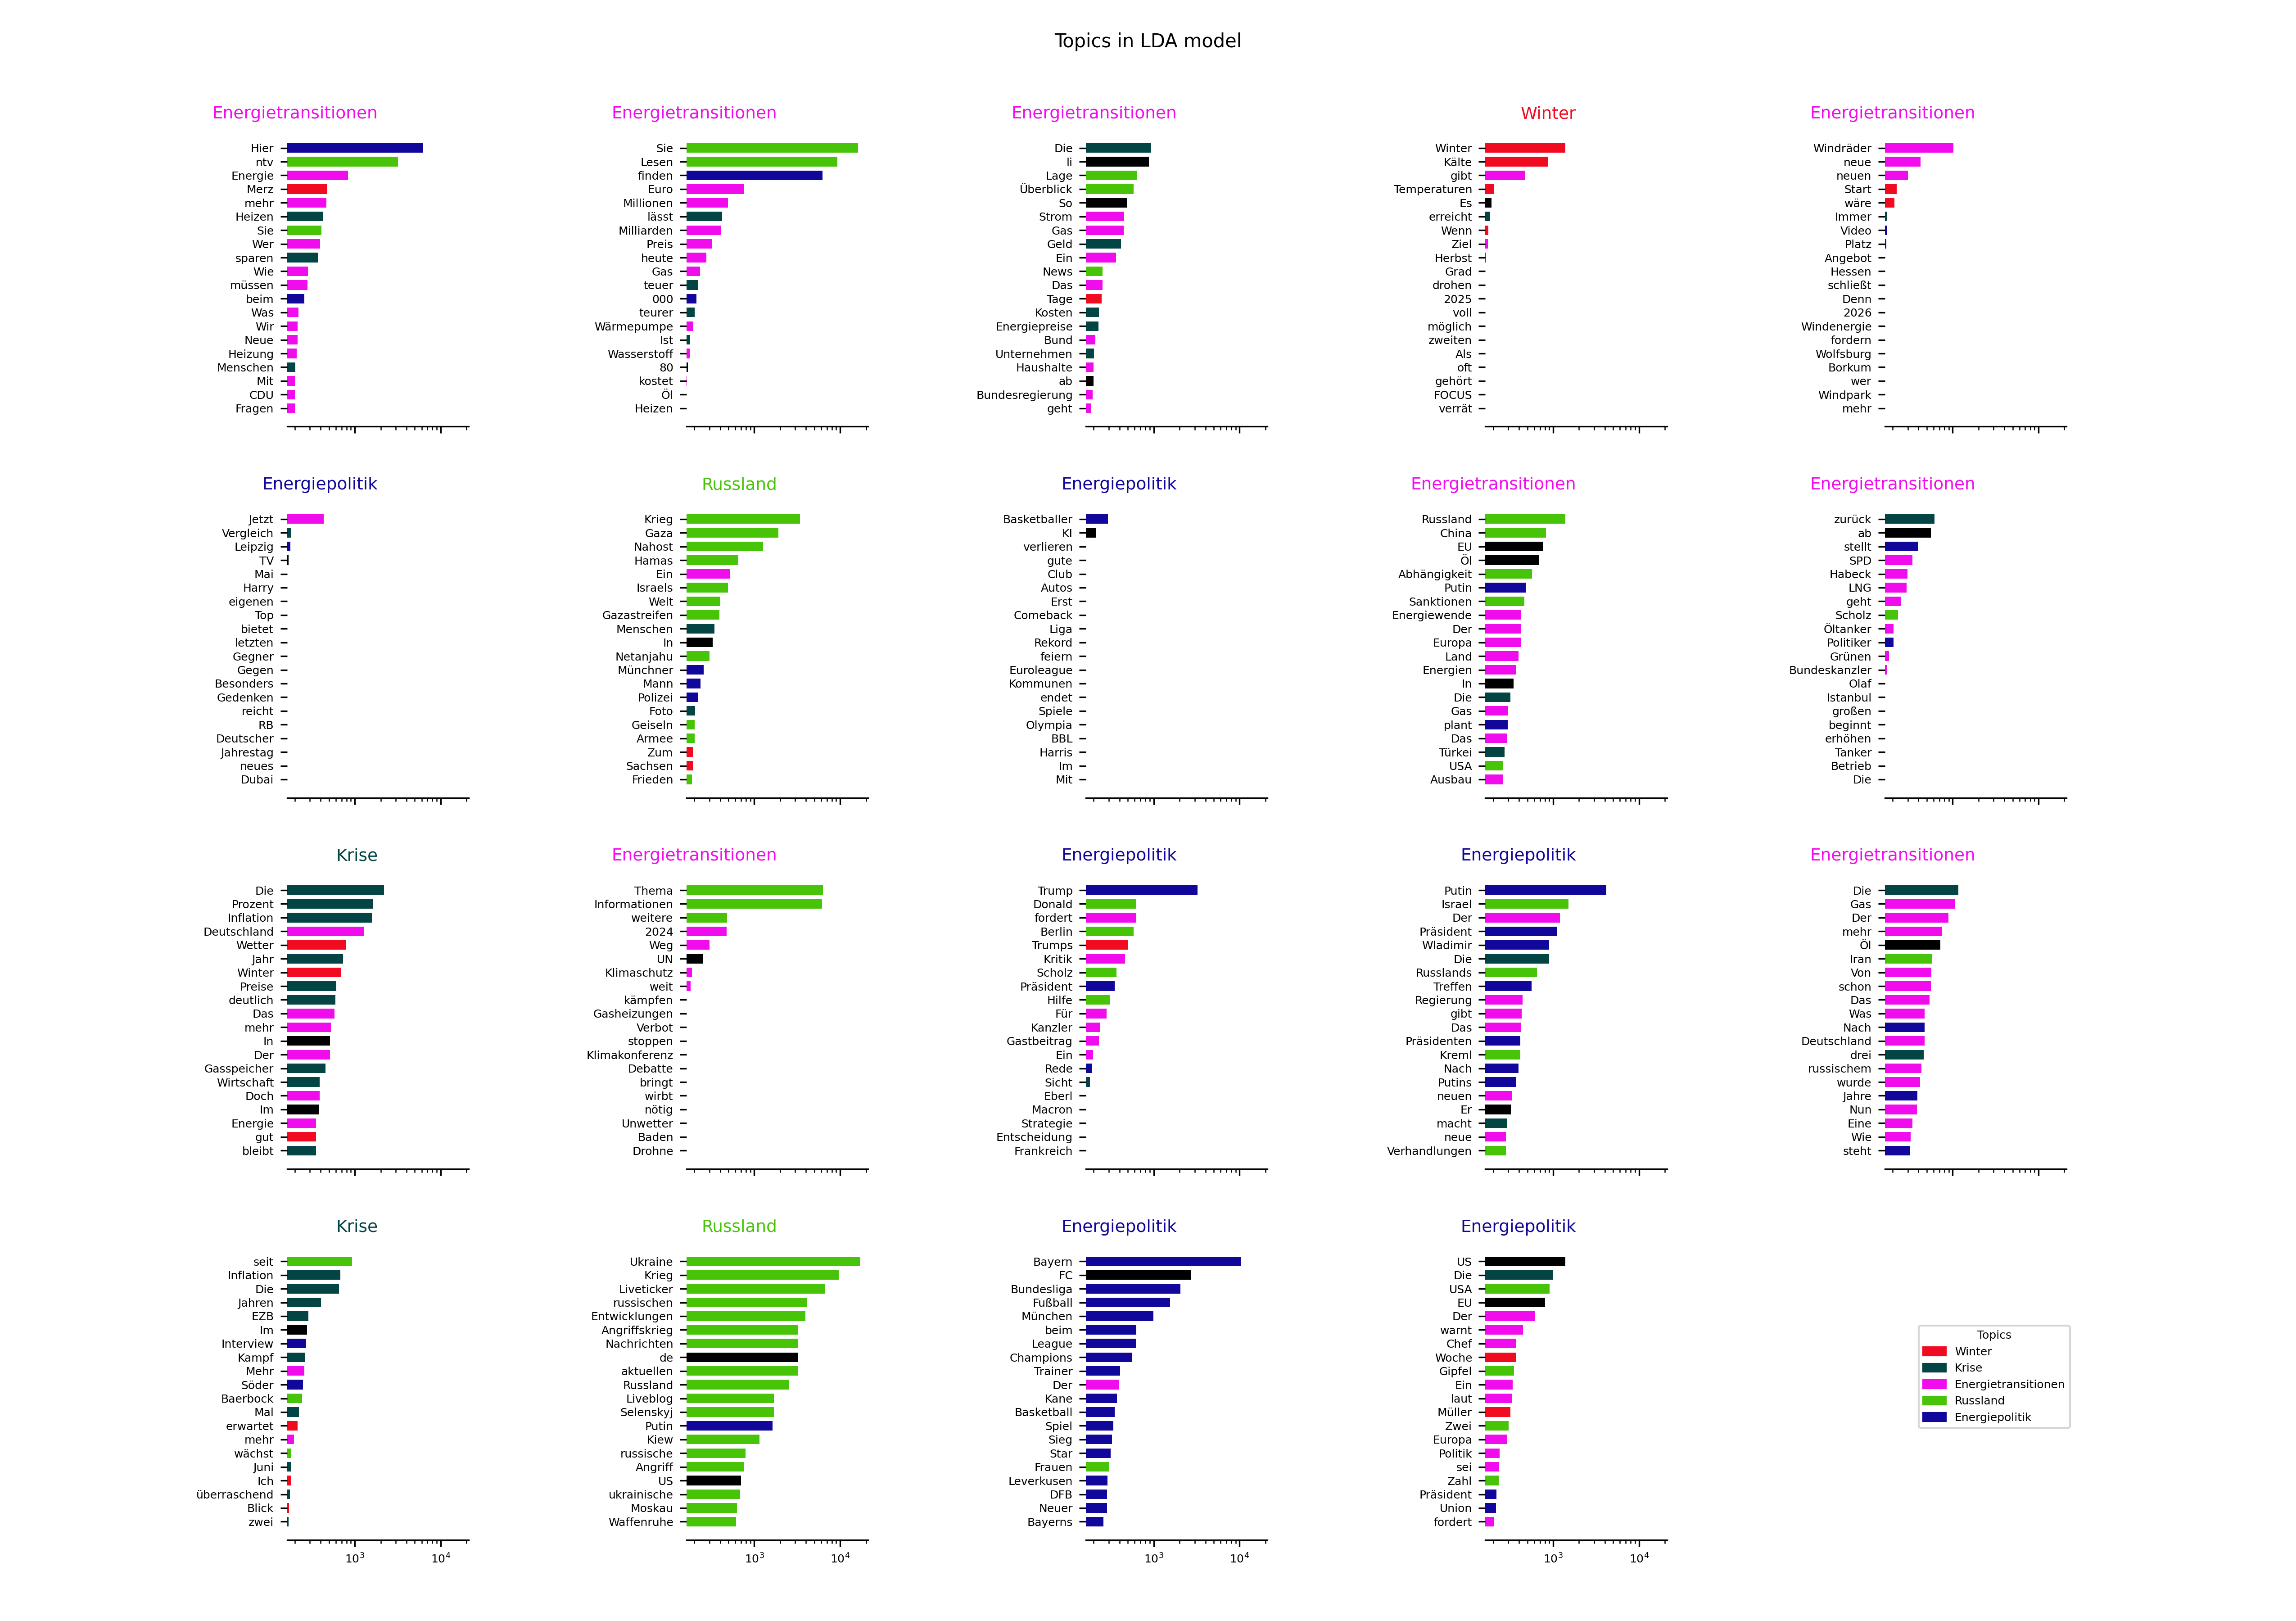 Topics in LDA model
Energietransitionen
Hier
ntv
Energie
Merz
mehr
Heizen
Sie
Wer
sparen
Wie
müssen
beim
Was
Wir
Neue
Heizung
Menschen
Mit
CDU
Fragen
Energietransitionen
Sie
Lesen
finden
Euro
Millionen
lässt
Milliarden
Preis
heute
Gas
teuer
000
teurer
Wärmepumpe
Ist
Wasserstoff
80
kostet
Öl
Heizen
Energietransitionen
Die
li
Lage
Überblick
So
Strom
Gas
Geld
Ein
News
Das
Tage
Kosten
Energiepreise
Bund
Unternehmen
Haushalte
ab
Bundesregierung
geht
Winter
Winter
Kälte
gibt
Temperaturen
Es
erreicht
Wenn
Ziel
Herbst
Grad
drohen
2025
voll
möglich
zweiten
Als
oft
gehört
FOCUS
verrät
Energietransitionen
Windräder
neue
neuen
Start
wäre
Immer
Video
Platz
Angebot
Hessen
schließt
Denn
2026
Windenergie
fordern
Wolfsburg
Borkum
wer
Windpark
mehr
Energiepolitik
Jetzt
Vergleich
Leipzig
TV
Mai
Harry
eigenen
Top
bietet
letzten
Gegner
Gegen
Besonders
Gedenken
reicht
RB
Deutscher
Jahrestag
neues
Dubai
Russland
Krieg
Gaza
Nahost
Hamas
Ein
Israels
Welt
Gazastreifen
Menschen
In
Netanjahu
Münchner
Mann
Polizei
Foto
Geiseln
Armee
Zum
Sachsen
Frieden
Energiepolitik
Basketballer
KI
verlieren
gute
Club
Autos
Erst
Comeback
Liga
Rekord
feiern
Euroleague
Kommunen
endet
Spiele
Olympia
BBL
Harris
Im
Mit
Energietransitionen
Russland
China
EU
Öl
Abhängigkeit
Putin
Sanktionen
Energiewende
Der
Europa
Land
Energien
In
Die
Gas
plant
Das
Türkei
USA
Ausbau
Energietransitionen
zurück
ab
stellt
SPD
Habeck
LNG
geht
Scholz
Öltanker
Politiker
Grünen
Bundeskanzler
Olaf
Istanbul
großen
beginnt
erhöhen
Tanker
Betrieb
Die
Krise
Die
Prozent
Inflation
Deutschland
Wetter
Jahr
Winter
Preise
deutlich
Das
mehr
In
Der
Gasspeicher
Wirtschaft
Doch
Im
Energie
gut
bleibt
Energietransitionen
Thema
Informationen
weitere
2024
Weg
UN
Klimaschutz
weit
kämpfen
Gasheizungen
Verbot
stoppen
Klimakonferenz
Debatte
bringt
wirbt
nötig
Unwetter
Baden
Drohne
Energiepolitik
Trump
Donald
fordert
Berlin
Trumps
Kritik
Scholz
Präsident
Hilfe
Für
Kanzler
Gastbeitrag
Ein
Rede
Sicht
Eberl
Macron
Strategie
Entscheidung
Frankreich
Energiepolitik
Putin
Israel
Der
Präsident
Wladimir
Die
Russlands
Treffen
Regierung
gibt
Das
Präsidenten
Kreml
Nach
Putins
neuen
Er
macht
neue
Verhandlungen
Energietransitionen
Die
Gas
Der
mehr
Öl
Iran
Von
schon
Das
Was
Nach
Deutschland
drei
russischem
wurde
Jahre
Nun
Eine
Wie
steht
Krise
seit
Inflation
Die
Jahren
EZB
Im
Interview
Kampf
Mehr
Söder
Baerbock
Mal
erwartet
mehr
wächst
Juni
Ich
überraschend
Blick
zwei
10³ 10⁴
Russland
Ukraine
Krieg
Liveticker
russischen
Entwicklungen
Angriffskrieg
Nachrichten
de
aktuellen
Russland
Liveblog
Selenskyj
Putin
Kiew
russische
Angriff
US
ukrainische
Moskau
Waffenruhe
10³ 10⁴
Energiepolitik
Bayern
FC
Bundesliga
Fußball
München
beim
League
Champions
Trainer
Der
Kane
Basketball
Spiel
Sieg
Star
Frauen
Leverkusen
DFB
Neuer
Bayerns
10³ 10⁴
Energiepolitik
US
Die
USA
EU
Der
warnt
Chef
Woche
Gipfel
Ein
laut
Müller
Zwei
Europa
Politik
sei
Zahl
Präsident
Union
fordert
10³ 10⁴
Topics
Winter
Krise
Energietransitionen
Russland
Energiepolitik